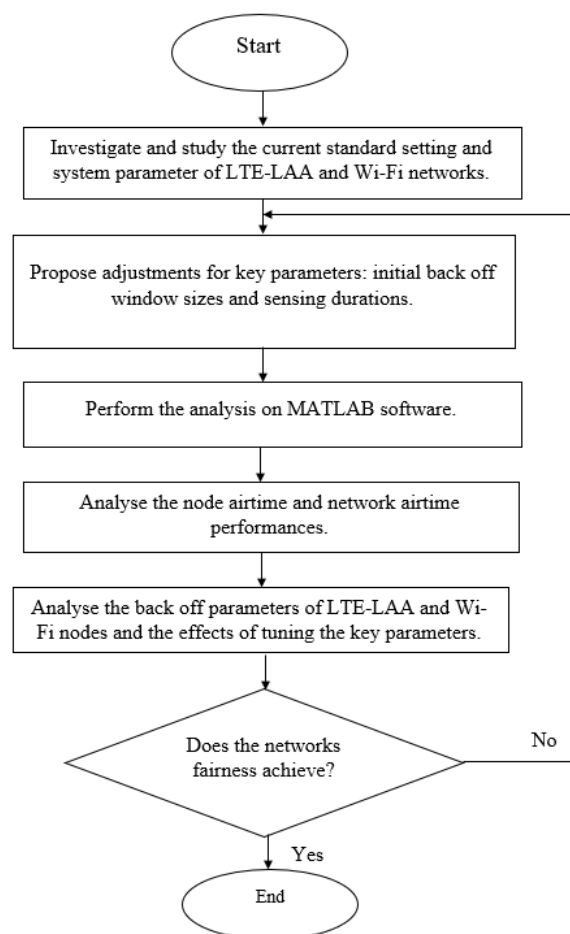 Start
Investigate and study the current standard setting and
system parameter of LTE-LAA and Wi-Fi networks.
Propose adjustments for key parameters: initial back off
window sizes and sensing durations.
Perform the analysis on MATLAB software.
Analyse the node airtime and network airtime
performances.
Analyse the back off parameters of LTE-LAA and Wi-
Fi nodes and the effects of tuning the key parameters.
Does the networks
fairness achieve?
No
Yes
End